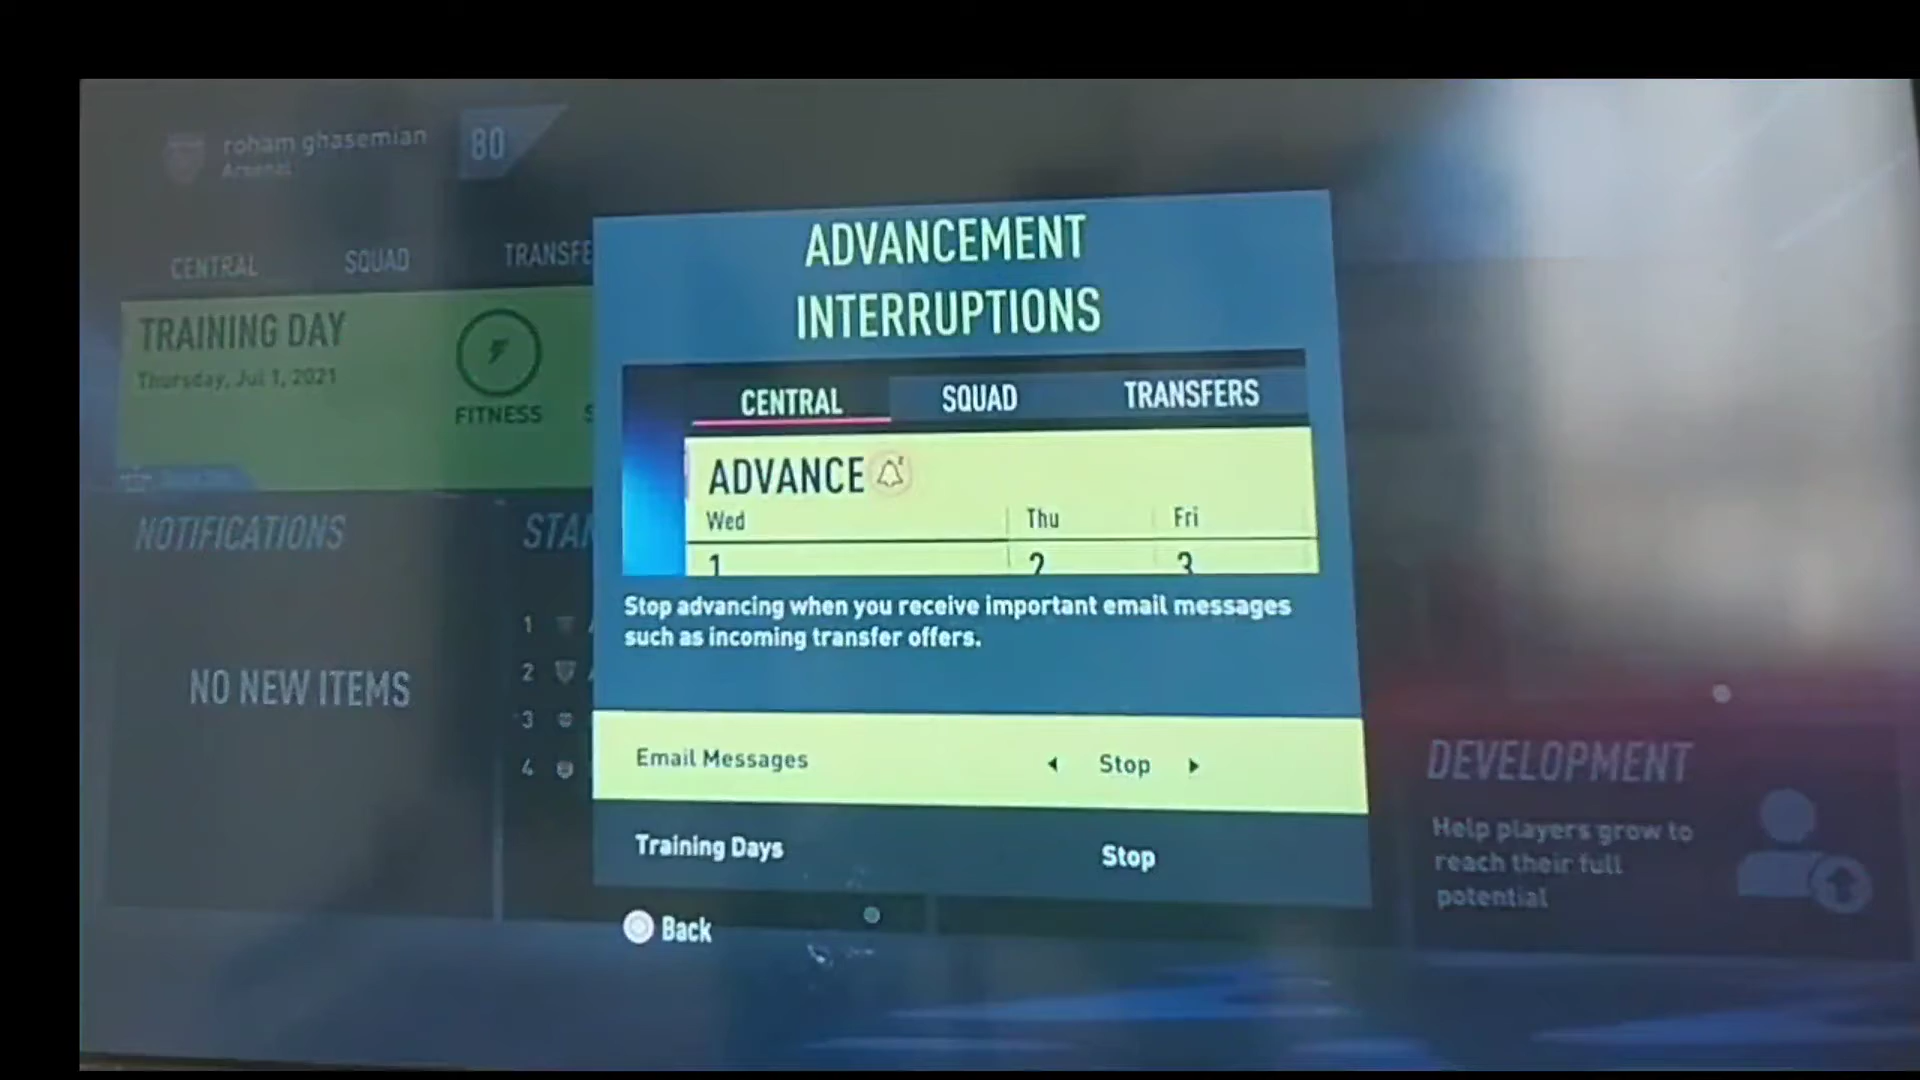 roham ghasemian
Arsenal
80
CENTRAL
SQUAD
TRANSFE
TRAINING DAY
Thursday, Jul 1, 2021
FITNESS
S
NOTIFICATIONS
NO NEW ITEMS
STAN
1
2
3
4
ADVANCEMENT
INTERRUPTIONS
CENTRAL
SQUAD
TRANSFERS
ADVANCE
Wed
Thu
Fri
1
2
3
Stop advancing when you receive important email messages
such as incoming transfer offers.
Email Messages
Stop
Training Days
Stop
Back
DEVELOPMENT
Help players grow to
reach their full
potential